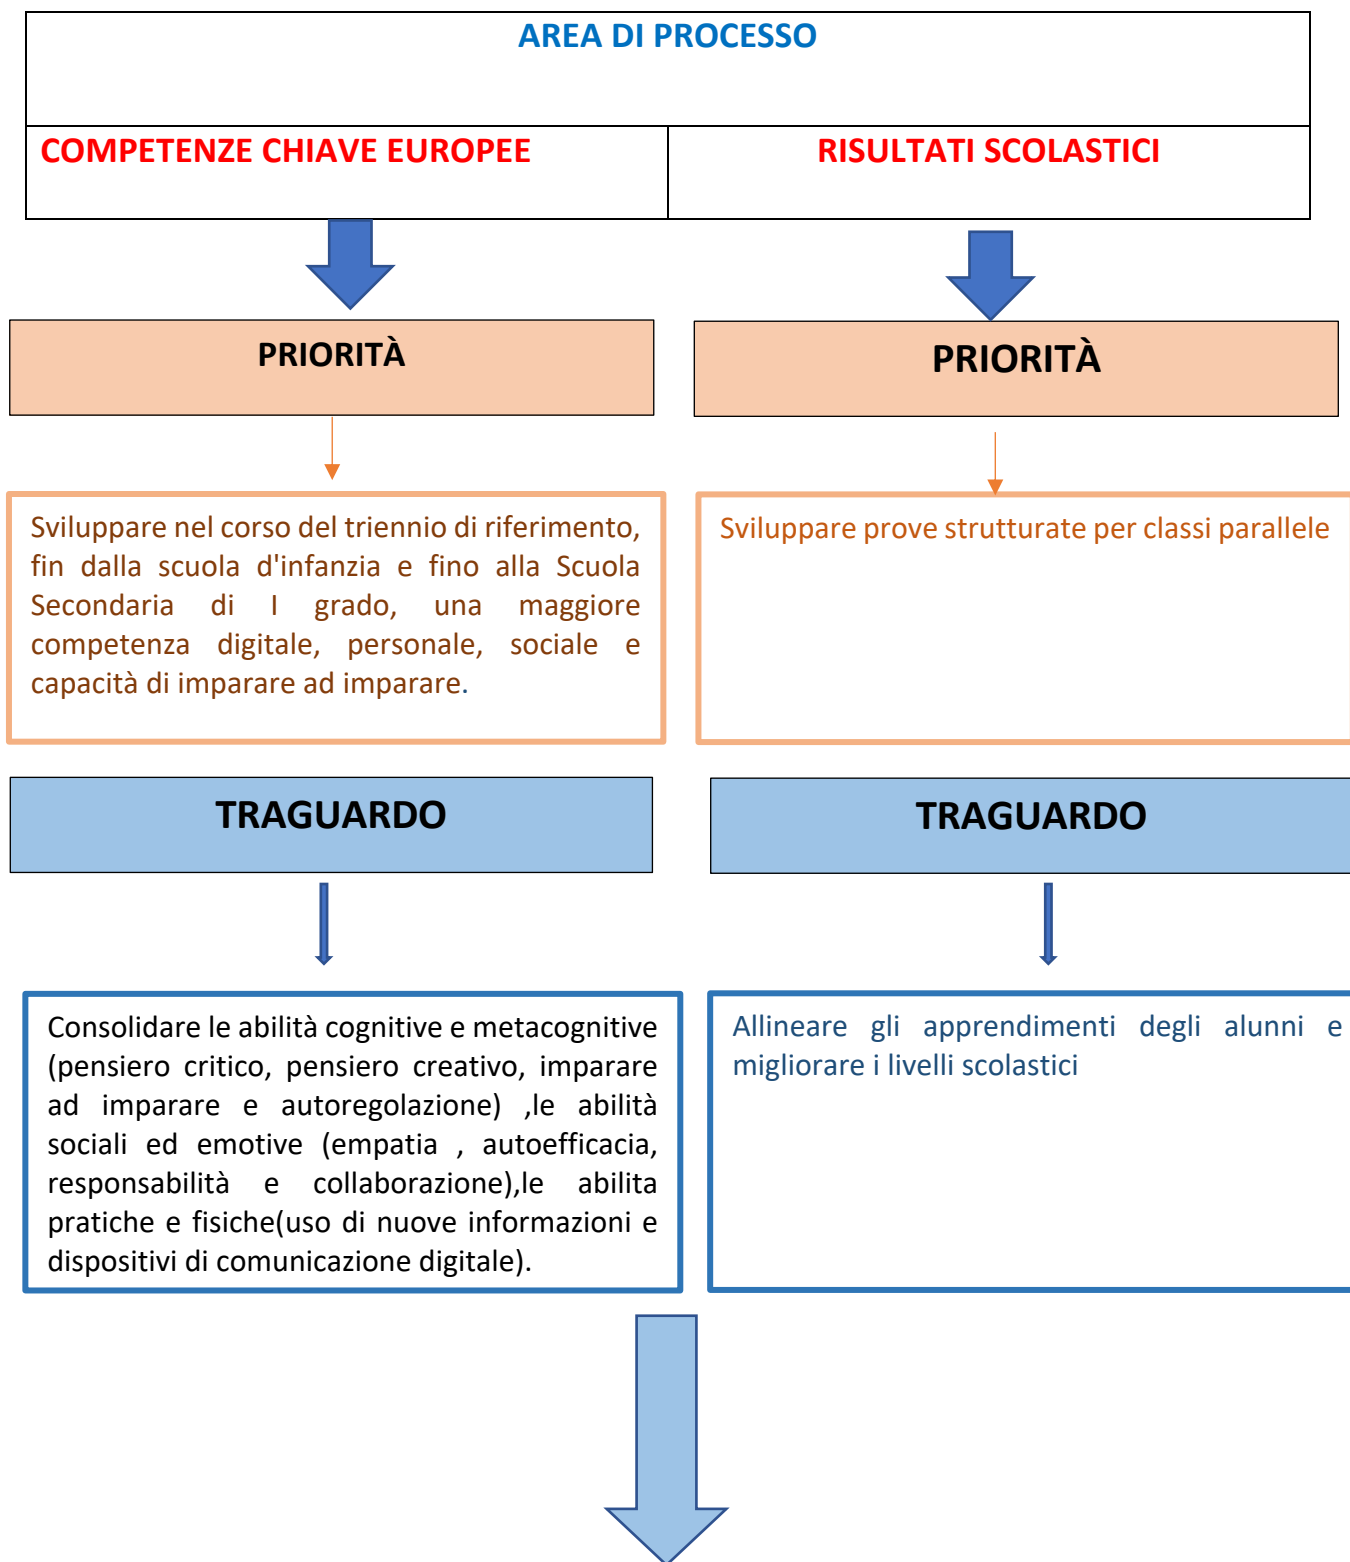 AREA DI PROCESSO
COMPETENZE CHIAVE EUROPEE
RISULTATI SCOLASTICI
PRIORITÀ
PRIORITÀ
Sviluppare nel corso del triennio di riferimento,
fin dalla scuola d'infanzia e fino alla Scuola
Secondaria di I grado, una maggiore
competenza digitale, personale, sociale e
capacità di imparare ad imparare.
Sviluppare prove strutturate per classi parallele
TRAGUARDO
TRAGUARDO
Consolidare le abilità cognitive e metacognitive
(pensiero critico, pensiero creativo, imparare
ad imparare e autoregolazione) ,le abilità
sociali ed emotive (empatia , autoefficacia,
responsabilità e collaborazione),le abilita
pratiche e fisiche(uso di nuove informazioni e
dispositivi di comunicazione digitale).
Allineare gli apprendimenti degli alunni e
migliorare i livelli scolastici